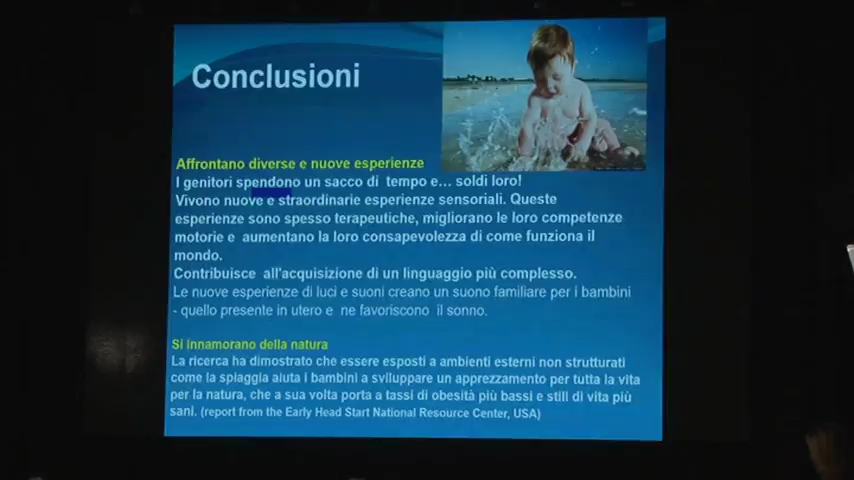 Conclusioni
Affrontano diverse e nuove esperienze
I genitori spendono un sacco di tempo e... soldi loro!
Vivono nuove e straordinarie esperienze sensoriali. Queste
esperienze sono spesso terapeutiche, migliorano le loro competenze
motorie e aumentano la loro consapevolezza di come funziona il
mondo.
Contribuisce all'acquisizione di un linguaggio più complesso.
Le nuove esperienze di luci e suoni creano un suono familiare per i bambini
- quello presente in utero e ne favoriscono il sonno.
Si innamorano della natura
La ricerca ha dimostrato che essere esposti a ambienti esterni non strutturati
come la spiaggia aiuta i bambini a sviluppare un apprezzamento per tutta la vita
per la natura, che a sua volta porta a tassi di obesità più bassi e stili di vita più
sani. (report from the Early Head Start National Resource Center, USA)